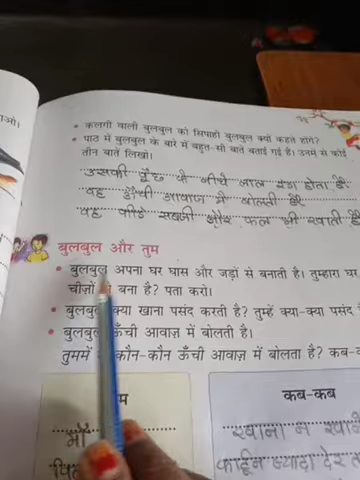 • कलगी वाली बुलबुल को सिपाही बुलबुल क्यों कहते होंगे?
• पाठ में बुलबुल के बारे में बहुत-सी बातें बताई गई हैं। उनमें से कोई
तीन बातें लिखो।
उसकी पूँछ के नीचे लाल रंग होता है
वह ऊँची आवाज़ में बोलती है
वह कीड़े सब्जी और फल भी खाती है
बुलबुल और तुम
• बुलबुल अपना घर घास और जड़ों से बनाती है। तुम्हारा घर
चीज़ों बना है? पता करो।
• बुलबुल क्या खाना पसंद करती है? तुम्हें क्या-क्या पसंद
• बुलबुल ऊँची आवाज़ में बोलती है।
तुममें कौन-कौन ऊँची आवाज़ में बोलता है? कब-
कब-कब
माँ
खाना न
कार्टून ज्यादा देर